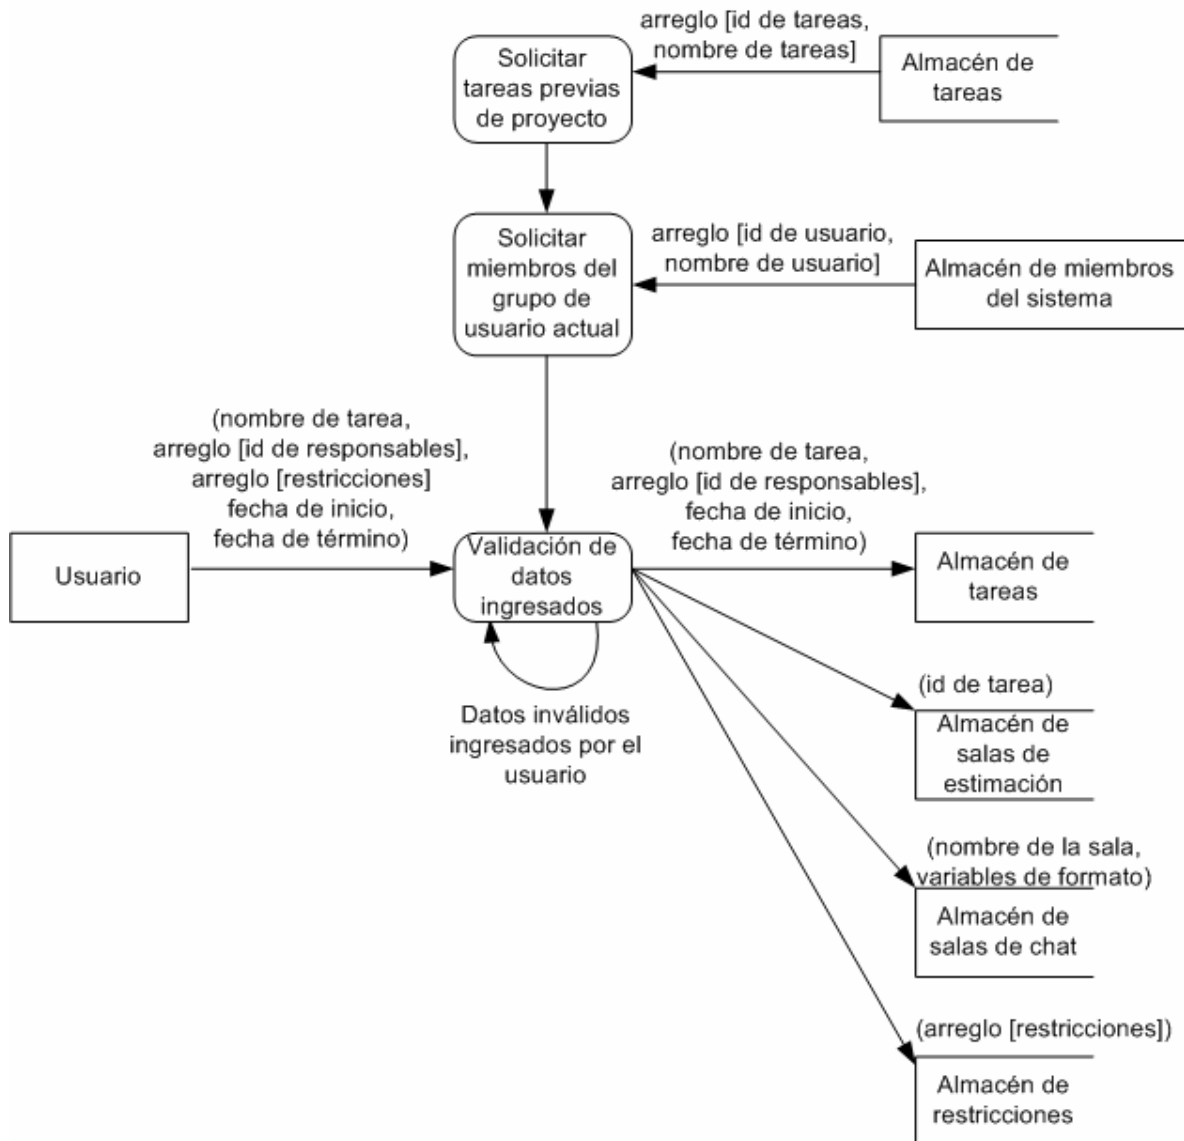 arreglo [id de tareas,
nombre de tareas]
Solicitar
tareas previas
de proyecto
Almacén de
tareas
Solicitar
miembros del
grupo de
usuario actual
arreglo [id de usuario,
nombre de usuario]
Almacén de miembros
del sistema
(nombre de tarea,
arreglo [id de responsables],
arreglo [restricciones]
fecha de inicio,
fecha de término)
(nombre de tarea,
arreglo [id de responsables],
fecha de inicio,
fecha de término)
Usuario
Validación de
datos
ingresados
Almacén de
tareas
Datos inválidos
ingresados por el
usuario
(id de tarea)
Almacén de
salas de
estimación
(nombre de la sala,
variables de formato)
Almacén de
salas de chat
(arreglo [restricciones])
Almacén de
restricciones